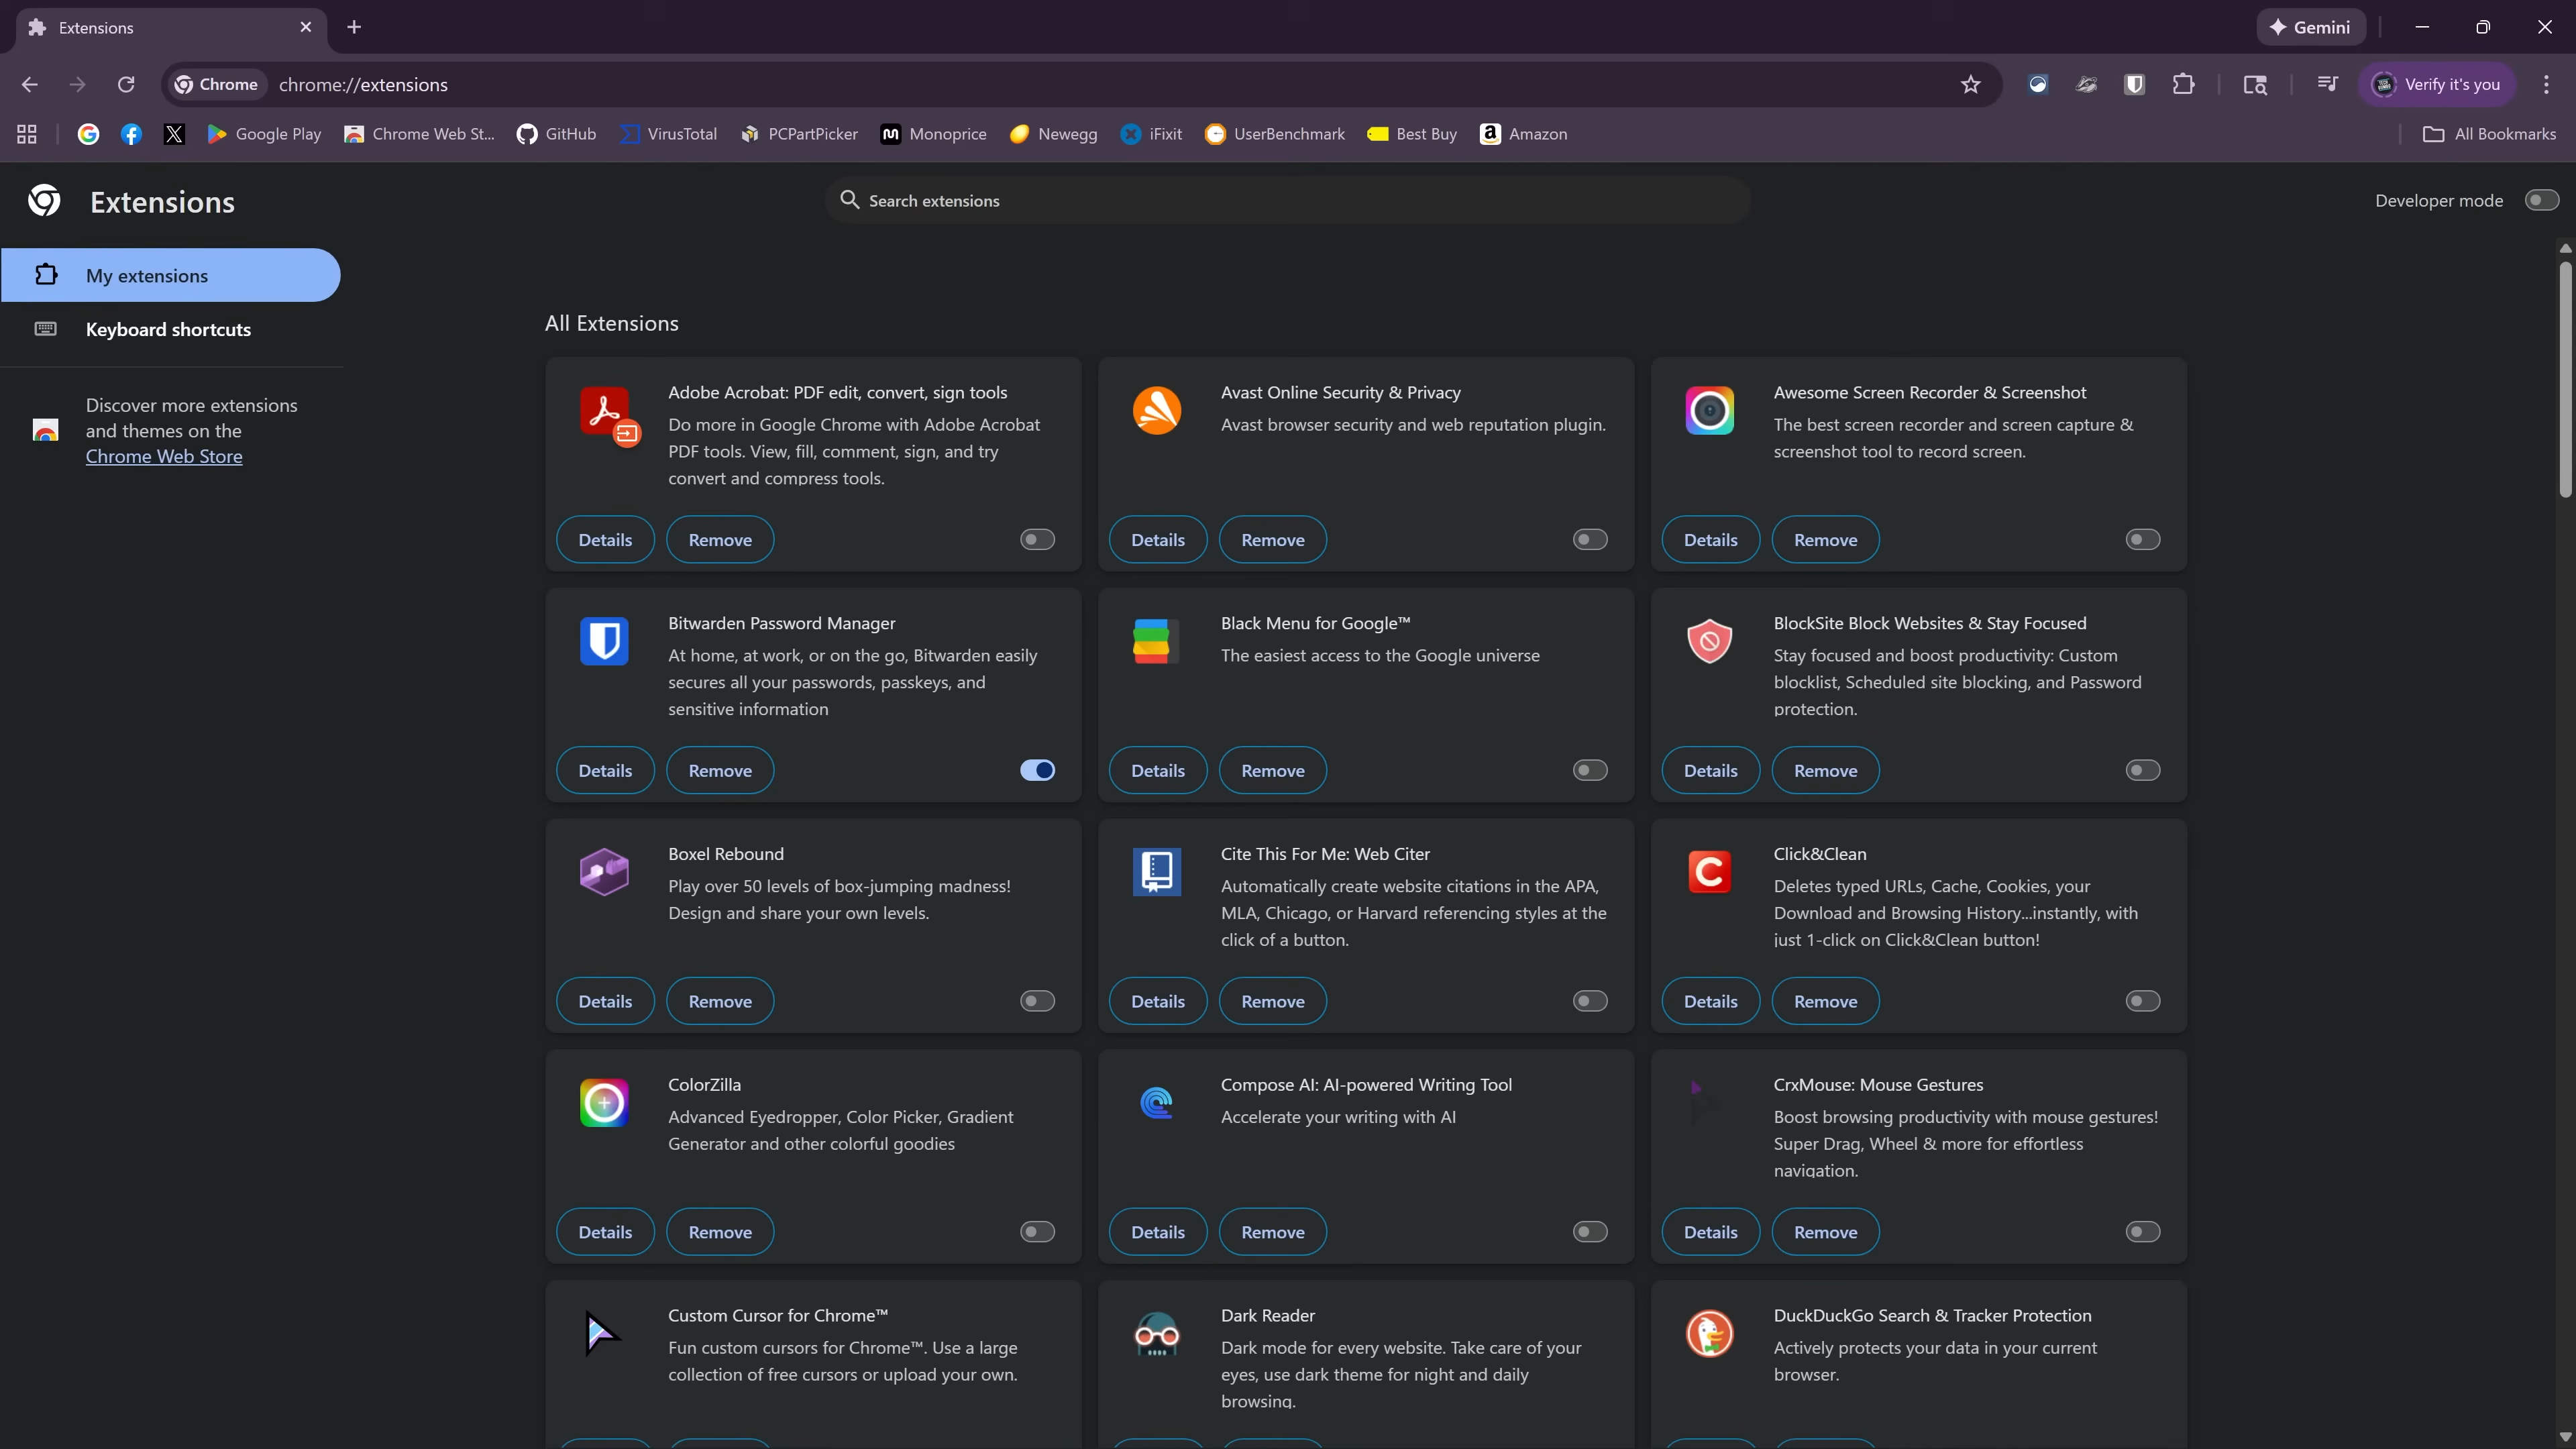 Extensions
Gemini
Chrome chrome://extensions
Verify it's you
Google Play
Chrome Web St...
GitHub
VirusTotal
PCPartPicker
Monoprice
Newegg
iFixit
UserBenchmark
Best Buy
Amazon
All Bookmarks
Extensions
Search extensions
Developer mode
My extensions
Keyboard shortcuts
Discover more extensions
and themes on the
Chrome Web Store
All Extensions
Adobe Acrobat: PDF edit, convert, sign tools
Do more in Google Chrome with Adobe Acrobat
PDF tools. View, fill, comment, sign, and try
convert and compress tools.
Details Remove
Avast Online Security & Privacy
Avast browser security and web reputation plugin.
Details Remove
Awesome Screen Recorder & Screenshot
The best screen recorder and screen capture &
screenshot tool to record screen.
Details Remove
Bitwarden Password Manager
At home, at work, or on the go, Bitwarden easily
secures all your passwords, passkeys, and
sensitive information
Details Remove
Black Menu for Google™
The easiest access to the Google universe
Details Remove
BlockSite Block Websites & Stay Focused
Stay focused and boost productivity: Custom
blocklist, Scheduled site blocking, and Password
protection.
Details Remove
Boxel Rebound
Play over 50 levels of box-jumping madness!
Design and share your own levels.
Details Remove
Cite This For Me: Web Citer
Automatically create website citations in the APA,
MLA, Chicago, or Harvard referencing styles at the
click of a button.
Details Remove
Click&Clean
Deletes typed URLs, Cache, Cookies, your
Download and Browsing History...instantly, with
just 1-click on Click&Clean button!
Details Remove
ColorZilla
Advanced Eyedropper, Color Picker, Gradient
Generator and other colorful goodies
Details Remove
Compose AI: AI-powered Writing Tool
Accelerate your writing with AI
Details Remove
CrxMouse: Mouse Gestures
Boost browsing productivity with mouse gestures!
Super Drag, Wheel & more for effortless
navigation.
Details Remove
Custom Cursor for Chrome™
Fun custom cursors for Chrome™. Use a large
collection of free cursors or upload your own.
Dark Reader
Dark mode for every website. Take care of your
eyes, use dark theme for night and daily
browsing.
DuckDuckGo Search & Tracker Protection
Actively protects your data in your current
browser.